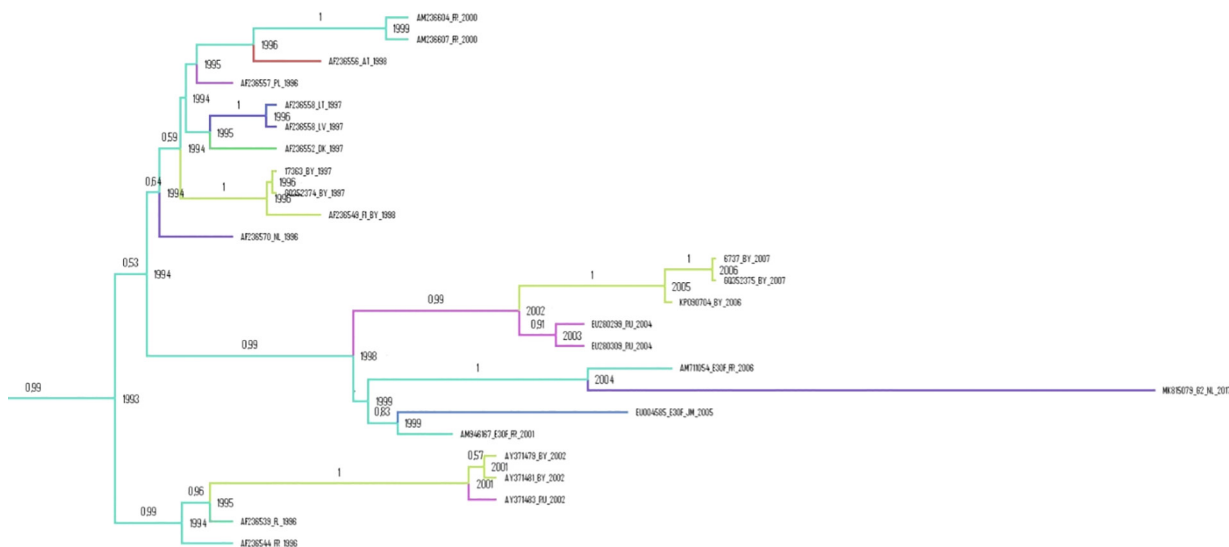 1
AM236604_FR_2000
1999
AM236607_FR_2000
1996
AF236556_AT_1998
1995
AF236557_PL_1996
1994
1
AF236558_LT_1997
1996
AF236558_LV_1997
1995
0,59
1994
AF236552_DK_1997
17363_BY_1997
1
1996
GQ352374_BY_1997
1996
0,64
1994
AF236549_FI_BY_1998
AF236570_NL_1996
0,53
1994
1
6737_BY_2007
2006
GQ352375_BY_2007
1
2005
KP090704_BY_2006
0,99
2002
EU280299_RU_2004
0,91
2003
EU280309_RU_2004
0,99
1998
AM711054_E30F_FR_2006
1
2004
MK815079_G2_NL_2017
1999
EU004585_E30F_JM_2005
0,83
1999
AM946167_E30F_FR_2001
0,99
1993
0,57
AY371479_BY_2002
2001
AY371481_BY_2002
1
2001
AY371483_RU_2002
0,96
1995
0,99
1994
AF236544_FR_1996